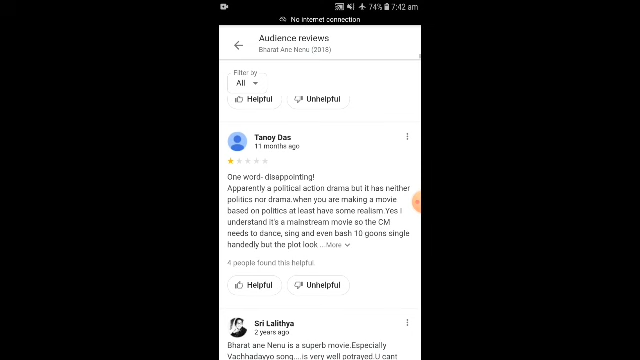 74% 7:42 am
No internet connection
Audience reviews
Bharat Ane Nenu (2018)
Filter by
All
Helpful Unhelpful
Tanoy Das
11 months ago
One word- disappointing!
Apparently a political action drama but it has neither
politics nor drama.when you are making a movie
based on politics at least have some realism.Yes I
understand it's a mainstream movie so the CM
needs to dance, sing and even bash 10 goons single
handedly but the plot look ...More
4 people found this helpful.
Helpful Unhelpful
Sri Lalithya
2 years ago
Bharat ane Nenu is a superb movie.Especially
Vachhadayyo song....is very well potrayed.U cant